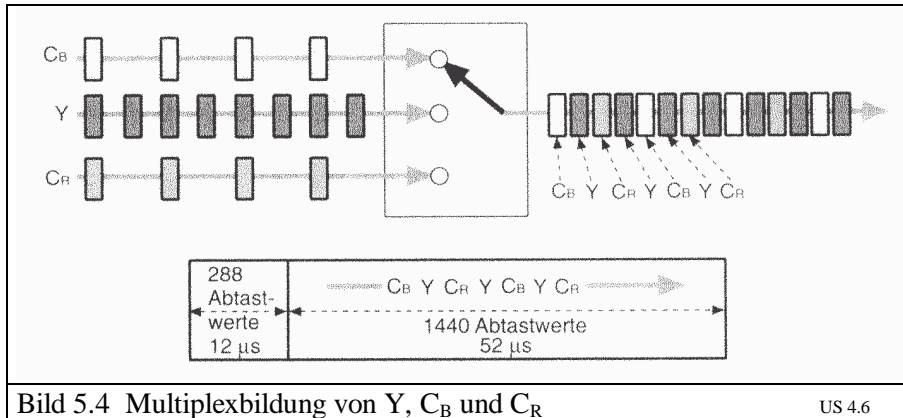 C_B
Y
C_R
C_B Y C_R Y C_B Y C_R
288
Abtast-
werte
12 µs
C_B Y C_R Y C_B Y C_R
1440 Abtastwerte
52 µs
Bild 5.4 Multiplexbildung von Y, C_B und C_R
US 4.6